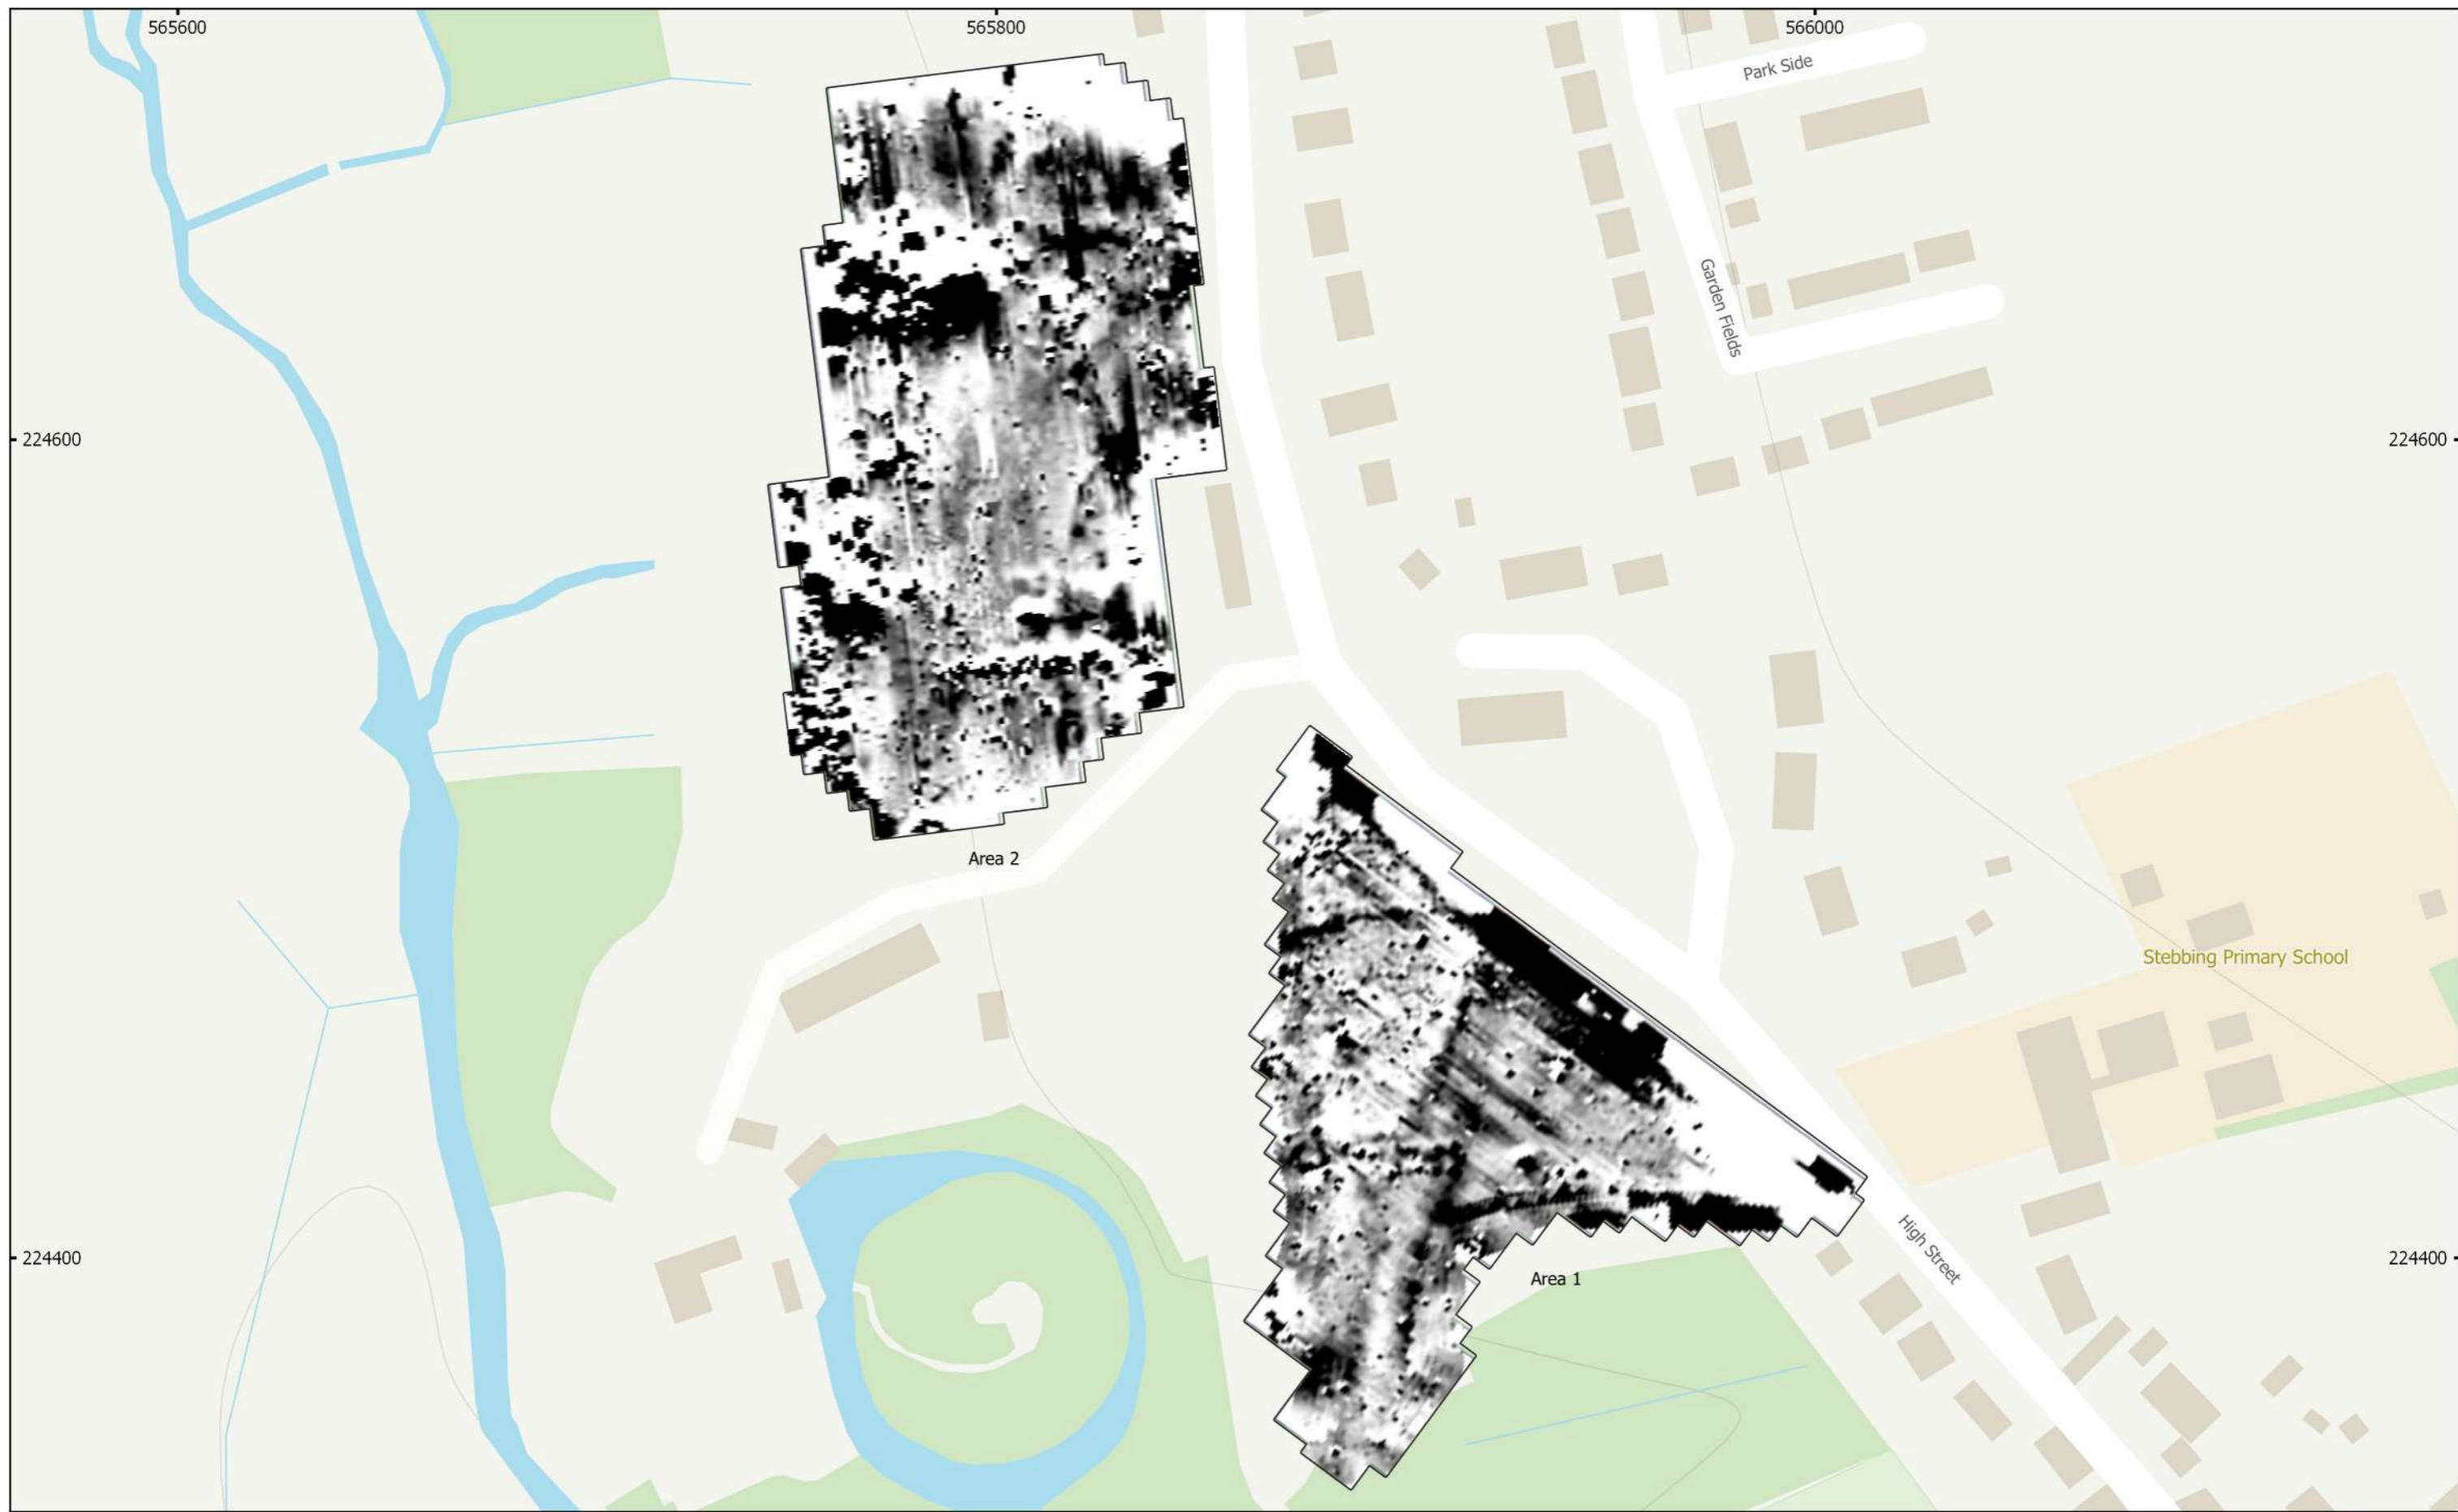 565600
565800
566000
Park Side
Garden Fields
224600
224600
Area 2
Stebbing Primary School
High Street
224400
224400
Area 1